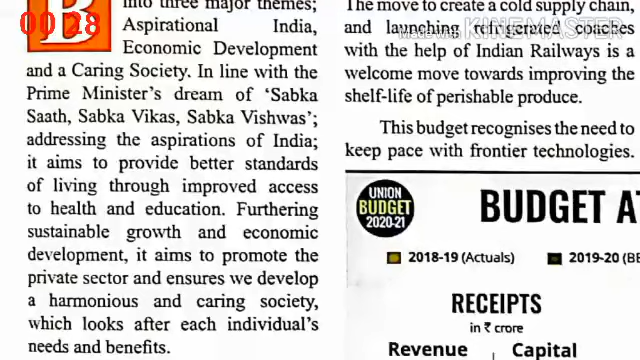 00 28
B
into three major themes;
Aspirational India,
Economic Development
and a Caring Society. In line with the
Prime Minister's dream of 'Sabka
Saath, Sabka Vikas, Sabka Vishwas';
addressing the aspirations of India;
it aims to provide better standards
of living through improved access
to health and education. Furthering
sustainable growth and economic
development, it aims to promote the
private sector and ensures we develop
a harmonious and caring society,
which looks after each individual's
needs and benefits.
The move to create a cold supply chain,
and launching refrigerated coaches
with the help of Indian Railways is a
welcome move towards improving the
shelf-life of perishable produce.
This budget recognises the need to
keep pace with frontier technologies.
UNION
BUDGET
2020-21
BUDGET AT
2018-19 (Actuals)
2019-20 (BE
RECEIPTS
in ₹ crore
Revenue
Capital
KINEMASTER